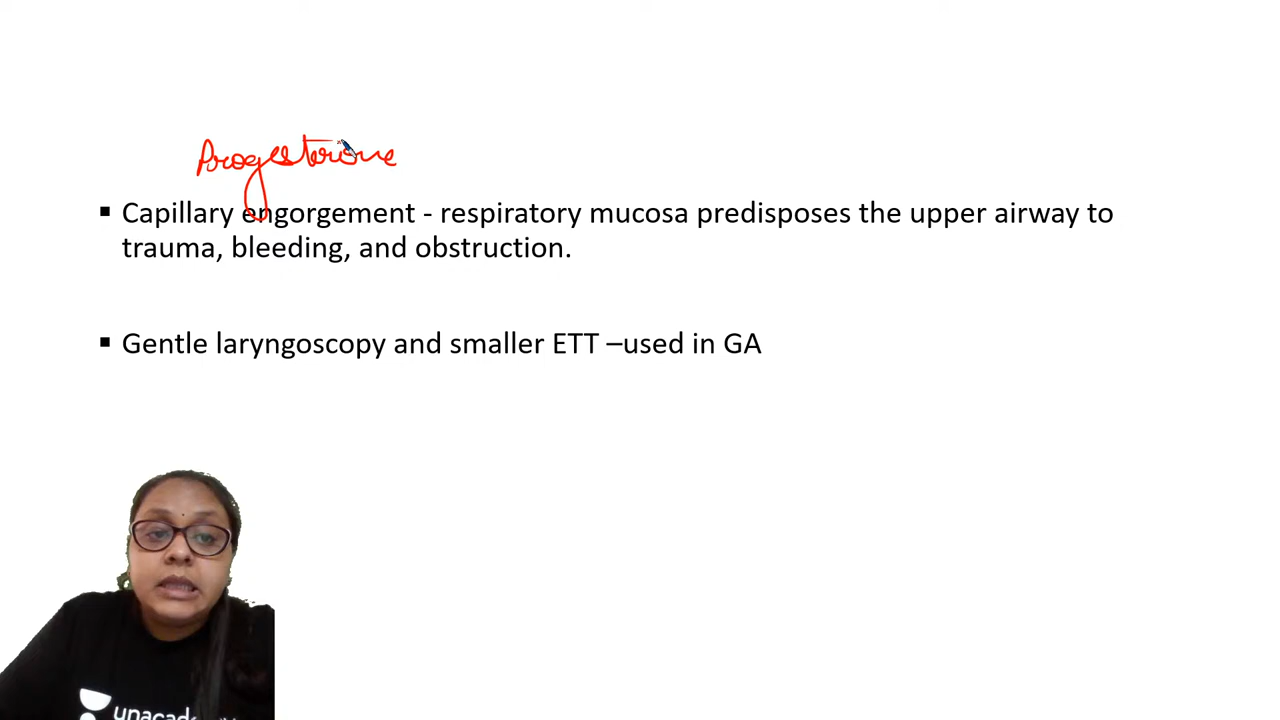 Progesterone
▪ Capillary engorgement - respiratory mucosa predisposes the upper airway to
trauma, bleeding, and obstruction.
▪ Gentle laryngoscopy and smaller ETT –used in GA